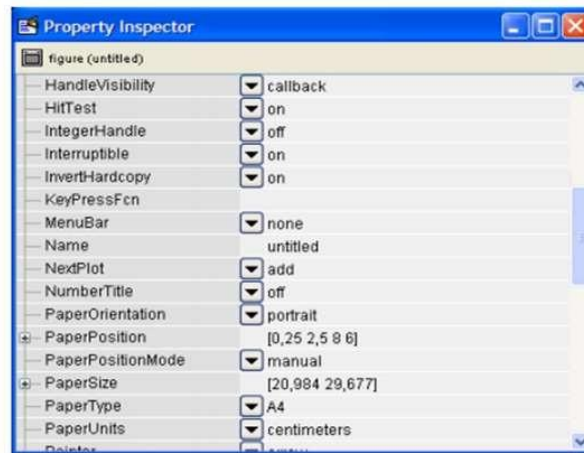 Property Inspector
figure (untitled)
HandleVisibility callback
HitTest on
IntegerHandle off
Interruptible on
InvertHardcopy on
KeyPressFcn
MenuBar none
Name untitled
NextPlot add
NumberTitle off
PaperOrientation portrait
PaperPosition [0,25 2,5 8 6]
PaperPositionMode manual
PaperSize [20,984 29,677]
PaperType A4
PaperUnits centimeters